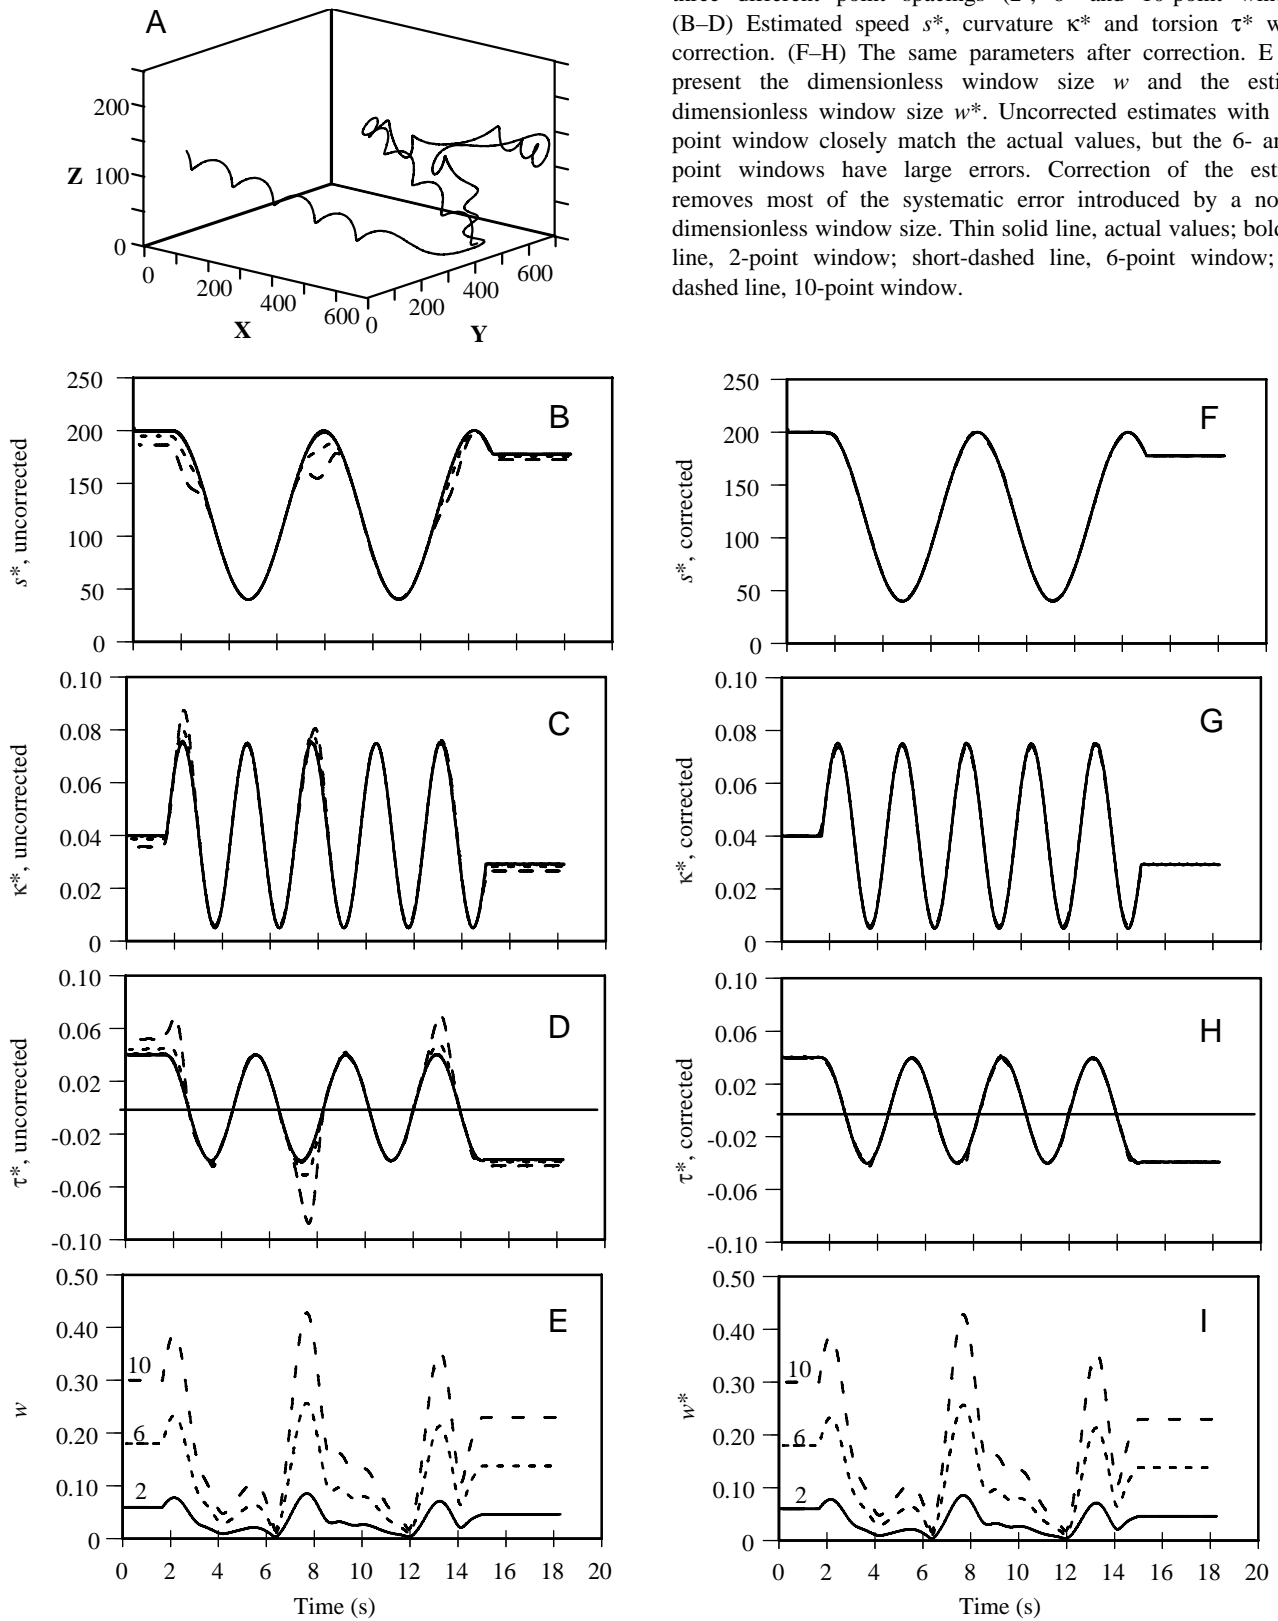 three different point spacings (2-, 6- and 10-point
(B–D) Estimated speed s*, curvature κ* and torsion τ* w
correction. (F–H) The same parameters after correction. E
present the dimensionless window size w and the esti
dimensionless window size w*. Uncorrected estimates with
point window closely match the actual values, but the 6- an
point windows have large errors. Correction of the esti
removes most of the systematic error introduced by a no
dimensionless window size. Thin solid line, actual values; bold
line, 2-point window; short-dashed line, 6-point window;
dashed line, 10-point window.
A
200
Z 100
0
0
200
400
600
X
0
200
400
600
Y
B
s*, uncorrected
250
200
150
100
50
0
F
s*, corrected
250
200
150
100
50
0
C
κ*, uncorrected
0.10
0.08
0.06
0.04
0.02
0
G
κ*, corrected
0.10
0.08
0.06
0.04
0.02
0
D
τ*, uncorrected
0.10
0.06
0.02
-0.02
-0.06
-0.10
H
τ*, corrected
0.10
0.06
0.02
-0.02
-0.06
-0.10
E
w
0.50
0.40
0.30
0.20
0.10
0
10
6
2
0 2 4 6 8 10 12 14 16 18 20
Time (s)
I
w*
0.50
0.40
0.30
0.20
0.10
0
10
6
2
0 2 4 6 8 10 12 14 16 18 20
Time (s)